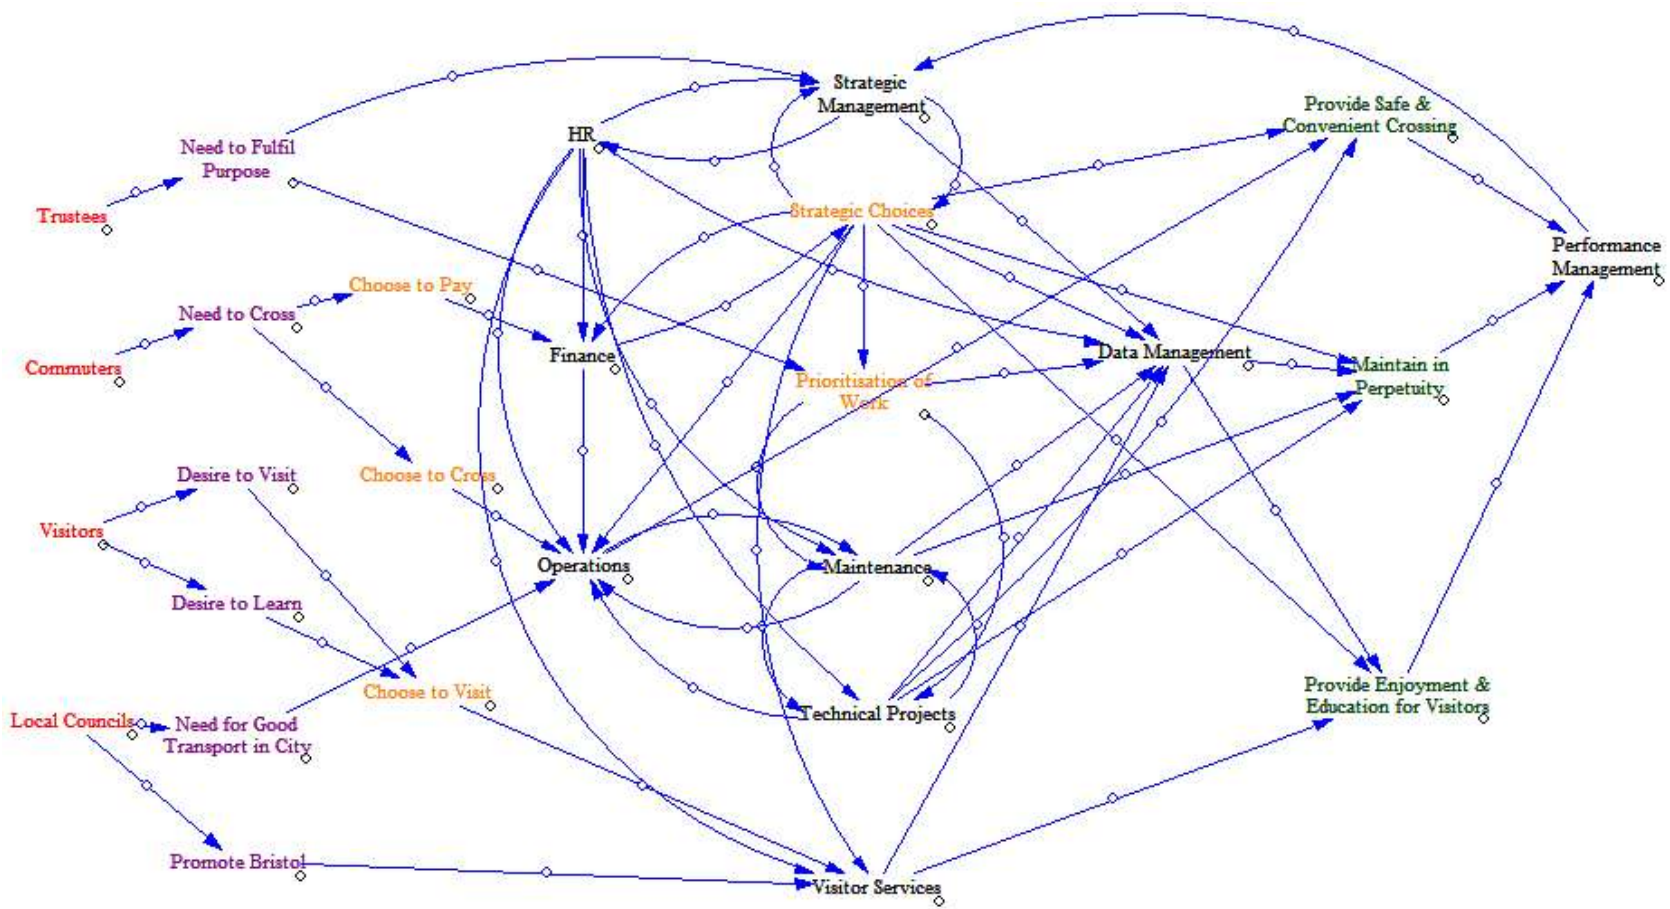 Strategic
Management
Provide Safe &
Convenient Crossing
HR
Need to Fulfil
Purpose
Trustees
Strategic Choices
Performance
Management
Choose to Pay
Need to Cross
Commuters
Finance
Data Management
Prioritisation of
Work
Maintain in
Perpetuity
Desire to Visit
Choose to Cross
Visitors
Operations
Maintenance
Desire to Learn
Choose to Visit
Provide Enjoyment &
Education for Visitors
Local Councils
Need for Good
Transport in City
Technical Projects
Promote Bristol
Visitor Services